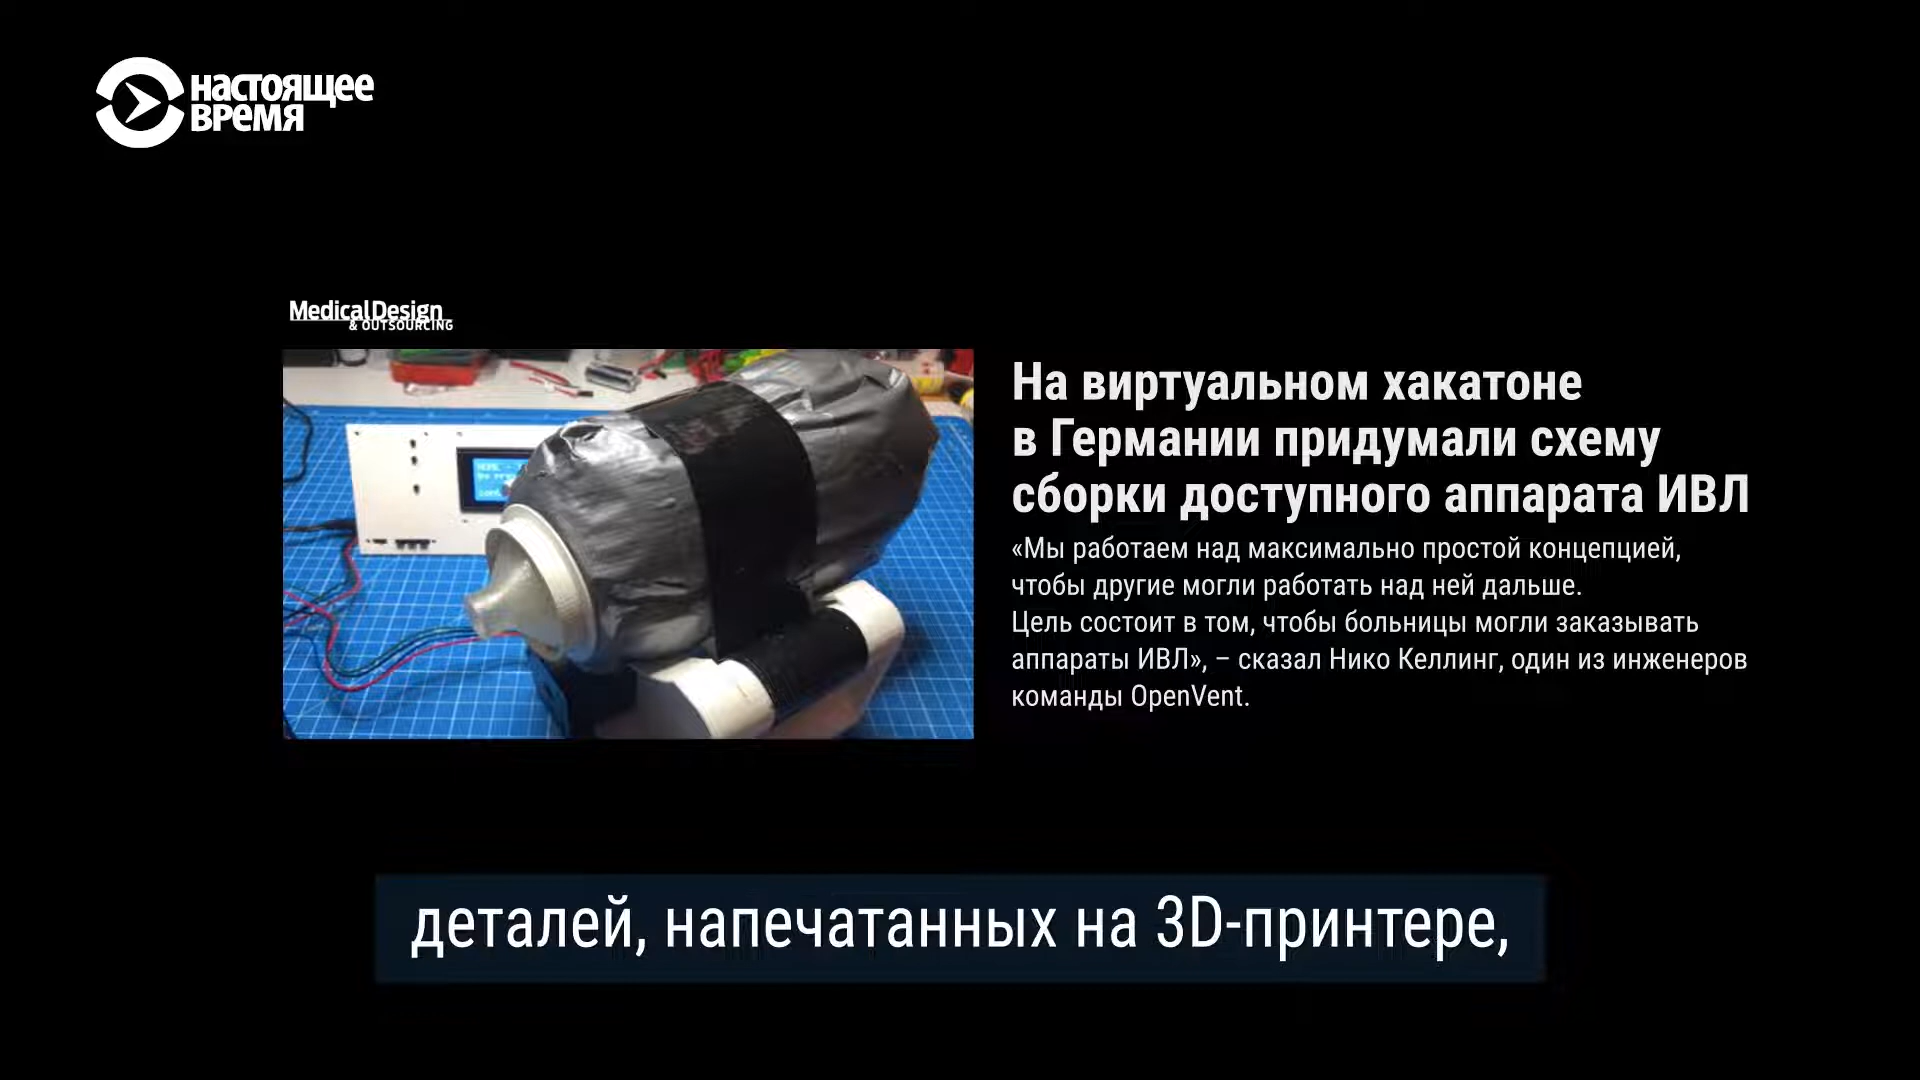 НАСТОЯЩЕЕ
ВРЕМЯ
MedicalDesign
& OUTSOURCING
На виртуальном хакатоне
в Германии придумали схему
сборки доступного аппарата ИВЛ
«Мы работаем над максимально простой концепцией,
чтобы другие могли работать над ней дальше.
Цель состоит в том, чтобы больницы могли заказывать
аппараты ИВЛ», – сказал Нико Келлинг, один из инженеров
команды OpenVent.
деталей, напечатанных на 3D-принтере,